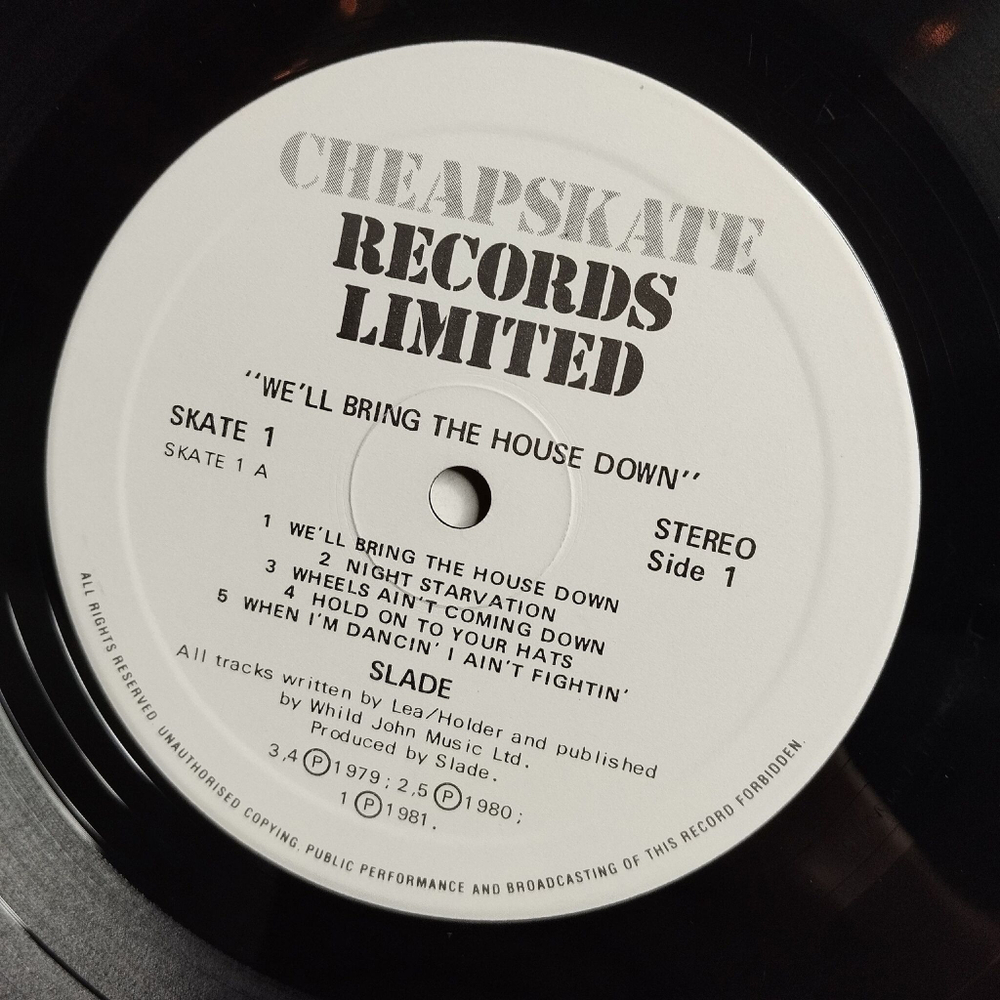 CHEAPSKATE
RECORDS
LIMITED
"WE'LL BRING THE HOUSE DOWN"
SKATE 1
SKATE 1 A
STEREO
Side 1
1 WE'LL BRING THE HOUSE DOWN
2 NIGHT STARVATION
3 WHEELS AIN'T COMING DOWN
4 HOLD ON TO YOUR HATS
5 WHEN I'M DANCIN' I AIN'T FIGHTIN'
SLADE
All tracks written by Lea/Holder and published
by Whild John Music Ltd.
Produced by Slade.
3,4 Ⓟ 1979; 2,5 Ⓟ 1980;
1 Ⓟ 1981.
ALL RIGHTS RESERVED. UNAUTHORISED COPYING, PUBLIC PERFORMANCE AND BROADCASTING OF THIS RECORD FORBIDDEN.